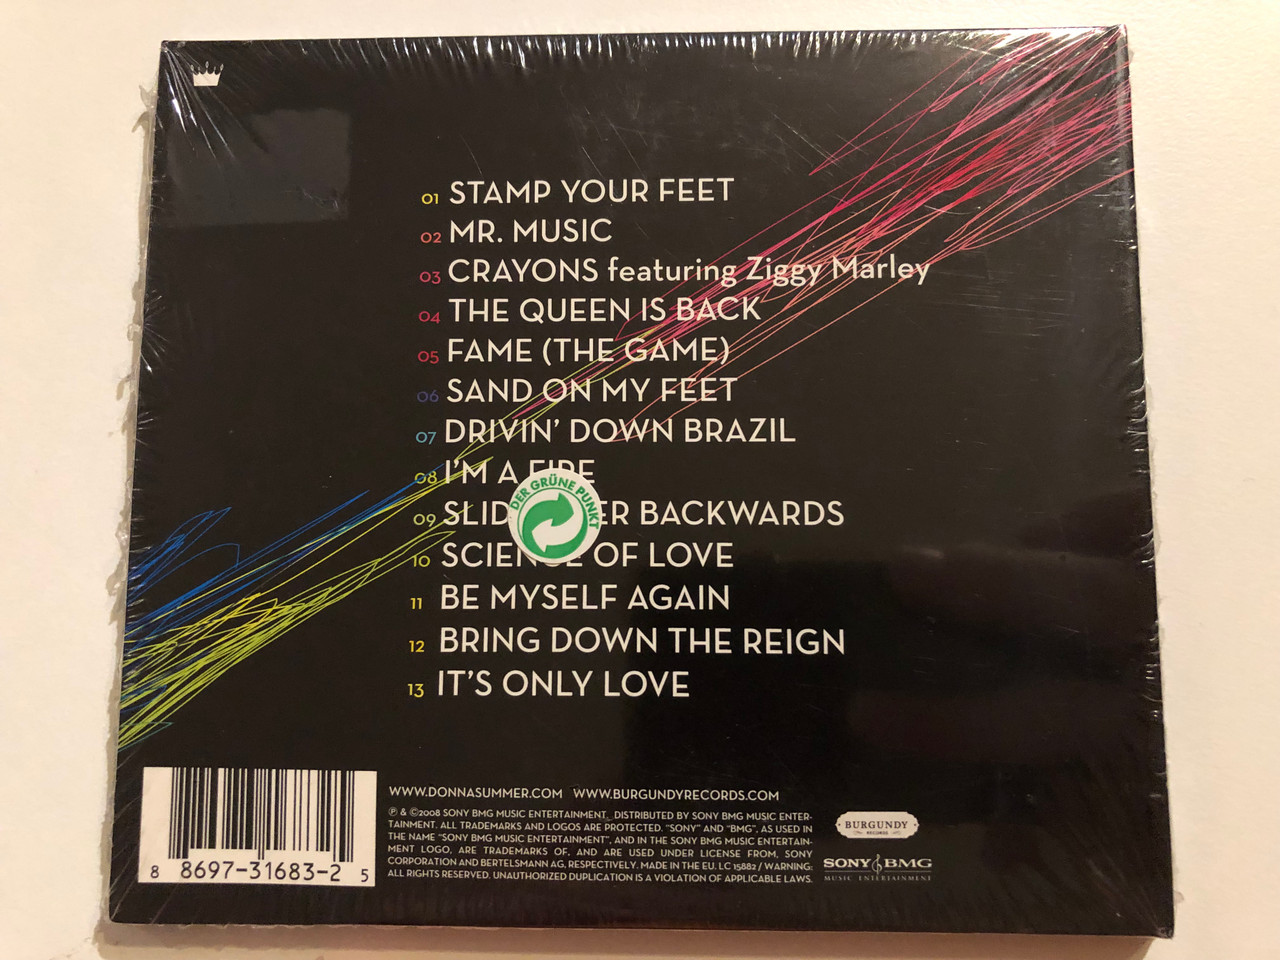 01 STAMP YOUR FEET
02 MR. MUSIC
03 CRAYONS featuring Ziggy Marley
04 THE QUEEN IS BACK
05 FAME (THE GAME)
06 SAND ON MY FEET
07 DRIVIN' DOWN BRAZIL
08 I'M A FIRE
DER GRÜNE PUNKT
09 BACKWARDS
10 SCIENCE OF LOVE
11 BE MYSELF AGAIN
12 BRING DOWN THE REIGN
13 IT'S ONLY LOVE
WWW.DONNASUMMER.COM WWW.BURGUNDYRECORDS.COM
℗ & ©2008 SONY BMG MUSIC ENTERTAINMENT. DISTRIBUTED BY SONY BMG MUSIC ENTER-
TAINMENT. ALL TRADEMARKS AND LOGOS ARE PROTECTED. "SONY" AND "BMG", AS USED IN
THE NAME "SONY BMG MUSIC ENTERTAINMENT", AND IN THE SONY BMG MUSIC ENTERTAIN-
MENT LOGO, ARE TRADEMARKS OF, AND ARE USED UNDER LICENSE FROM, SONY
CORPORATION AND BERTELSMANN AG, RESPECTIVELY. MADE IN THE EU. LC 15882 / WARNING:
ALL RIGHTS RESERVED. UNAUTHORIZED DUPLICATION IS A VIOLATION OF APPLICABLE LAWS.
8 8697-31683-2 5
BURGUNDY
RECORDS
SONY BMG
MUSIC ENTERTAINMENT